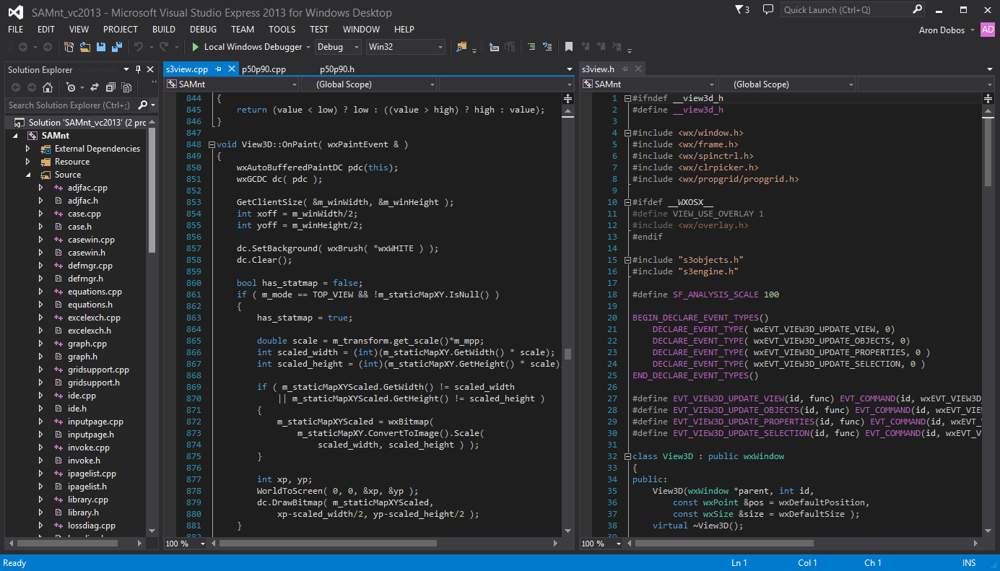 SAMnt_vc2013 - Microsoft Visual Studio Express 2013 for Windows Desktop
3
Quick Launch (Ctrl+Q)
FILE EDIT VIEW PROJECT BUILD DEBUG TEAM TOOLS TEST WINDOW HELP
Aron Dobos AD
Local Windows Debugger Debug Win32
Solution Explorer
Search Solution Explorer (Ctrl+;)
Solution 'SAMnt_vc2013' (2 prc
SAMnt
External Dependencies
Resource
Source
adjfac.cpp
adjfac.h
case.cpp
case.h
casewin.cpp
casewin.h
defmgr.cpp
defmgr.h
equations.cpp
equations.h
excelexch.cpp
excelexch.h
graph.cpp
graph.h
gridsupport.cpp
gridsupport.h
ide.cpp
ide.h
inputpage.cpp
inputpage.h
invoke.cpp
invoke.h
ipagelist.cpp
ipagelist.h
library.cpp
library.h
lossdiag.cpp
s3view.cpp p50p90.cpp p50p90.h
SAMnt (Global Scope)
844 {
845 return (value < low) ? low : ((value > high) ? high : value);
846 }
847
848 void View3D::OnPaint( wxPaintEvent & )
849 {
850 wxAutoBufferedPaintDC pdc(this);
851 wxGCDC dc( pdc );
852
853 GetClientSize( &m_winWidth, &m_winHeight );
854 int xoff = m_winWidth/2;
855 int yoff = m_winHeight/2;
856
857 dc.SetBackground( wxBrush( *wxWHITE ) );
858 dc.Clear();
859
860 bool has_statmap = false;
861 if ( m_mode == TOP_VIEW && !m_staticMapXY.IsNull() )
862 {
863 has_statmap = true;
864
865 double scale = m_transform.get_scale()*m_mpp;
866 int scaled_width = (int)(m_staticMapXY.GetWidth() * scale);
867 int scaled_height = (int)(m_staticMapXY.GetHeight() * scale)
868
869 if ( m_staticMapXYScaled.GetWidth() != scaled_width
870 || m_staticMapXYScaled.GetHeight() != scaled_height )
871 {
872 m_staticMapXYScaled = wxBitmap(
873 m_staticMapXY.ConvertToImage().Scale(
874 scaled_width, scaled_height ) );
875 }
876
877 int xp, yp;
878 WorldToScreen( 0, 0, &xp, &yp );
879 dc.DrawBitmap( m_staticMapXYScaled,
880 xp-scaled_width/2, yp-scaled_height/2 );
881 }
882
100 %
s3view.h
SAMnt (Global Scope)
1 #ifndef __view3d_h
2 #define __view3d_h
3
4 #include <wx/window.h>
5 #include <wx/frame.h>
6 #include <wx/spinctrl.h>
7 #include <wx/clrpicker.h>
8 #include <wx/propgrid/propgrid.h>
9
10 #ifdef __WXOSX__
11 #define VIEW_USE_OVERLAY 1
12 #include <wx/overlay.h>
13 #endif
14
15 #include "s3objects.h"
16 #include "s3engine.h"
17
18 #define SF_ANALYSIS_SCALE 100
19
20 BEGIN_DECLARE_EVENT_TYPES()
21 DECLARE_EVENT_TYPE( wxEVT_VIEW3D_UPDATE_VIEW, 0)
22 DECLARE_EVENT_TYPE( wxEVT_VIEW3D_UPDATE_OBJECTS, 0)
23 DECLARE_EVENT_TYPE( wxEVT_VIEW3D_UPDATE_PROPERTIES, 0 )
24 DECLARE_EVENT_TYPE( wxEVT_VIEW3D_UPDATE_SELECTION, 0 )
25 END_DECLARE_EVENT_TYPES()
26
27 #define EVT_VIEW3D_UPDATE_VIEW(id, func) EVT_COMMAND(id, wxEVT_VIEW3D_
28 #define EVT_VIEW3D_UPDATE_OBJECTS(id, func) EVT_COMMAND(id, wxEVT_VIE
29 #define EVT_VIEW3D_UPDATE_PROPERTIES(id, func) EVT_COMMAND(id, wxEVT_
30 #define EVT_VIEW3D_UPDATE_SELECTION(id, func) EVT_COMMAND(id, wxEVT_V
31
32 class View3D : public wxWindow
33 {
34 public:
35 View3D(wxWindow *parent, int id,
36 const wxPoint &pos = wxDefaultPosition,
37 const wxSize &size = wxDefaultSize );
38 virtual ~View3D();
39
100 %
Ready Ln 1 Col 1 Ch 1 INS